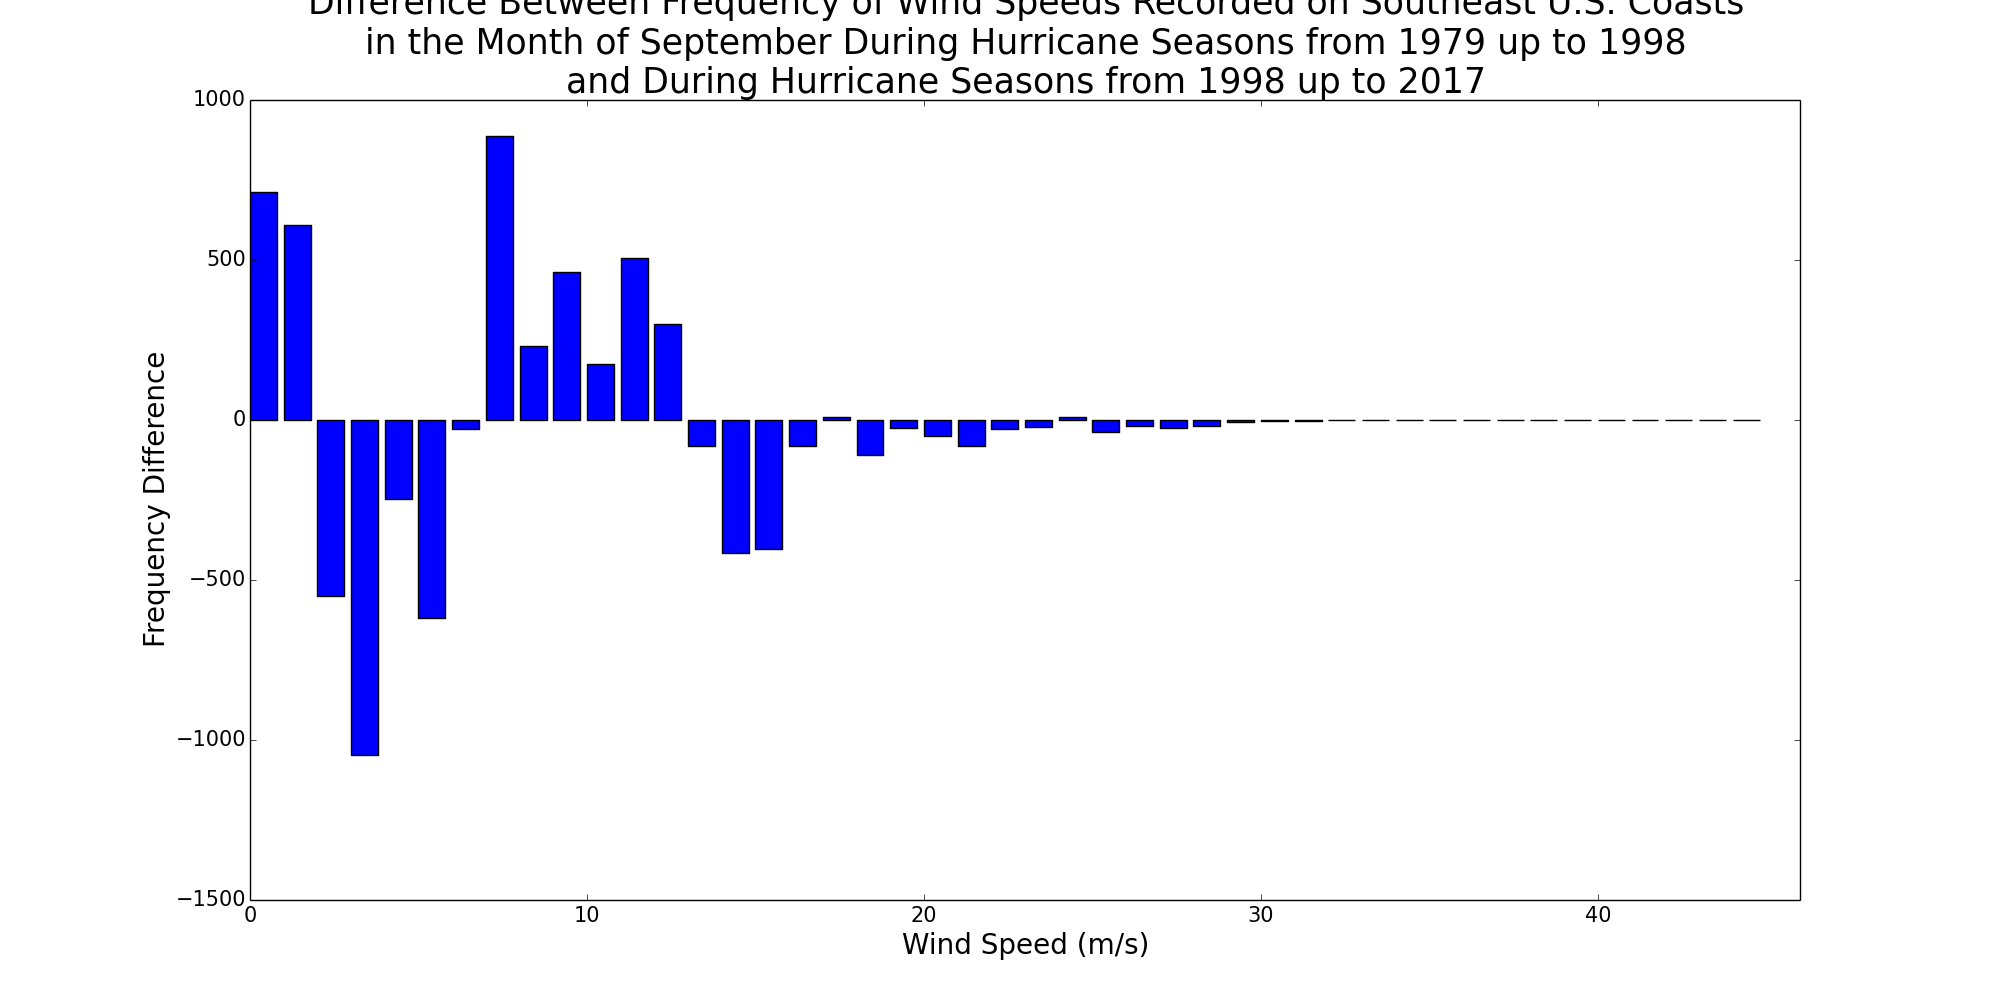 Difference Between Frequency of Wind Speeds Recorded on Southeast U.S. Coasts
in the Month of September During Hurricane Seasons from 1979 up to 1998
and During Hurricane Seasons from 1998 up to 2017
1000
500
0
−500
−1000
−1500
Frequency Difference
0 10 20 30 40
Wind Speed (m/s)